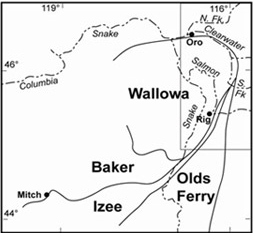 119°
116°
N. Fk.
Snake
Oro
Clearwater
46°
Salmon
Columbia
S. Fk
Wallowa
Snake
Rig
Baker
Olds
Ferry
Mitch
Izee
44°